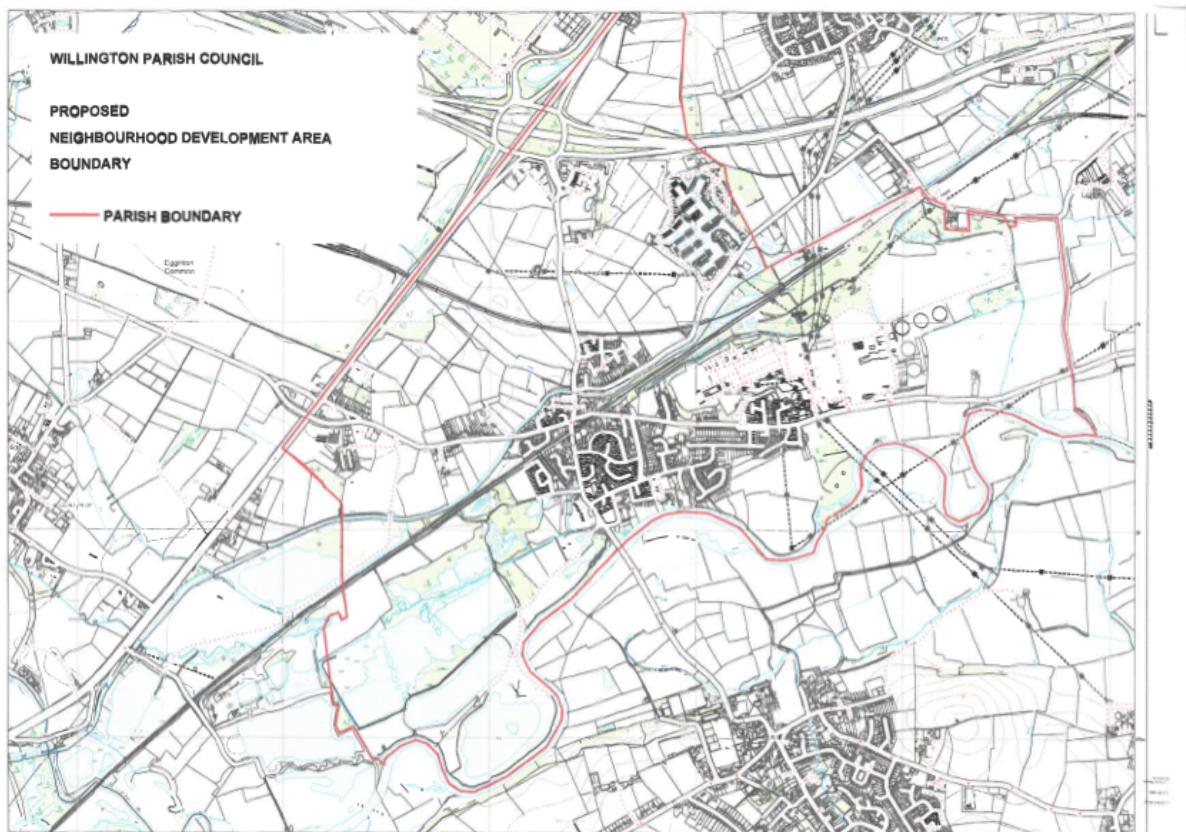 WILLINGTON PARISH COUNCIL
PROPOSED
NEIGHBOURHOOD DEVELOPMENT AREA
BOUNDARY
PARISH BOUNDARY
Egginton
Common